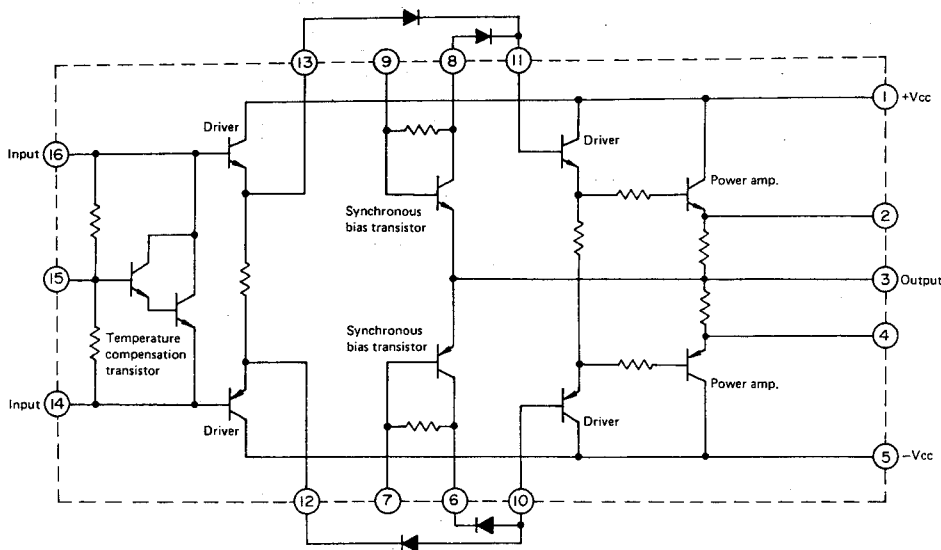 13
9
8
11
1
+Vcc
Driver
Driver
Input
16
Power amp.
Synchronous
bias transistor
2
15
3
Output
Synchronous
bias transistor
4
Temperature
compensation
transistor
Power amp.
Input
14
Driver
Driver
5
-Vcc
12
7
6
10